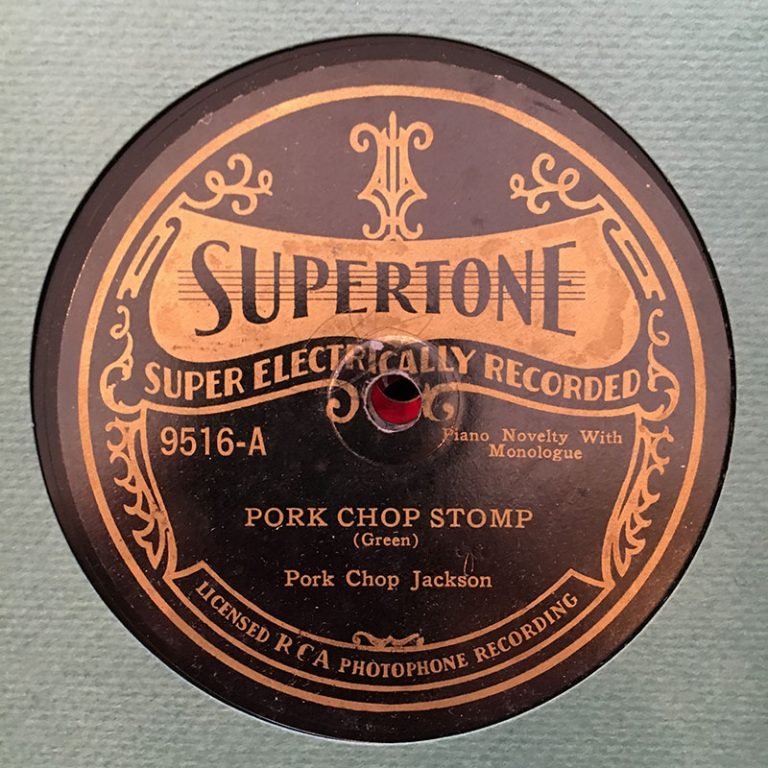 SUPERTONE
SUPER ELECTRICALLY RECORDED
9516-A
Piano Novelty With
Monologue
PORK CHOP STOMP
(Green)
Pork Chop Jackson
LICENSED RCA PHOTOPHONE RECORDING